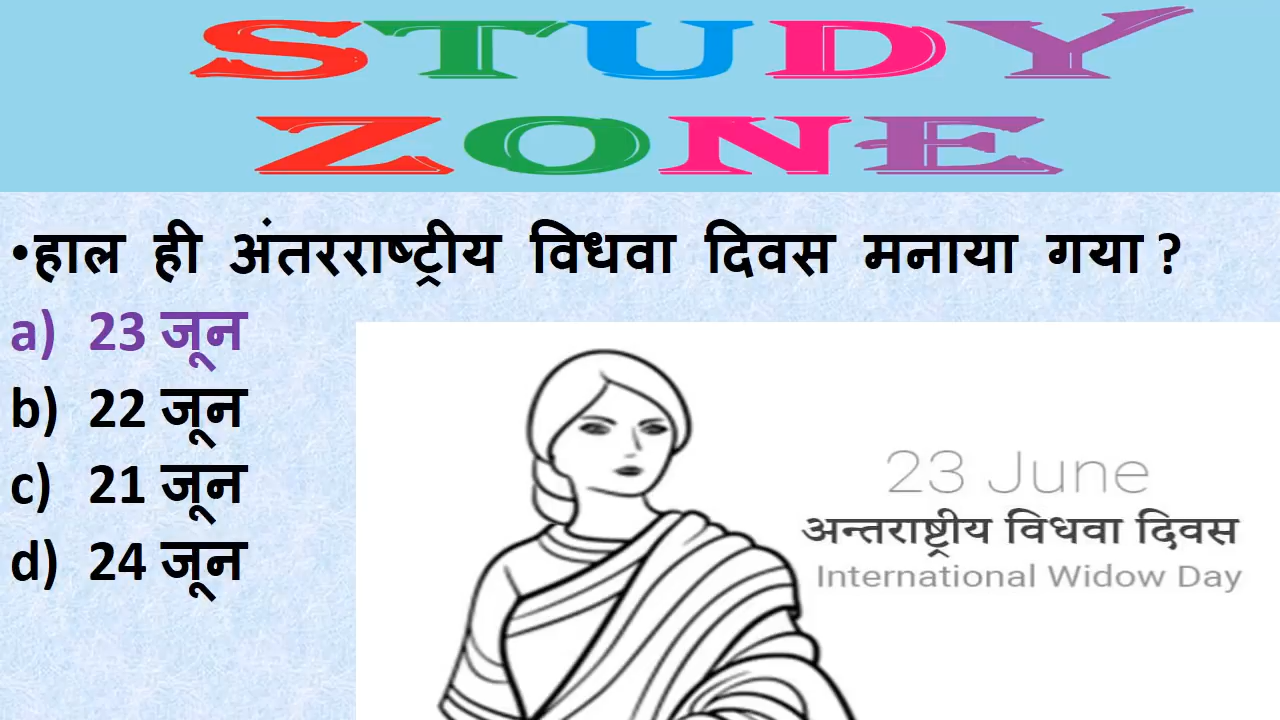 STUDY
ZONE
•हाल ही अंतरराष्ट्रीय विधवा दिवस मनाया गया ?
a) 23 जून
b) 22 जून
c) 21 जून
d) 24 जून
23 June
अन्तराष्ट्रीय विधवा दिवस
International Widow Day